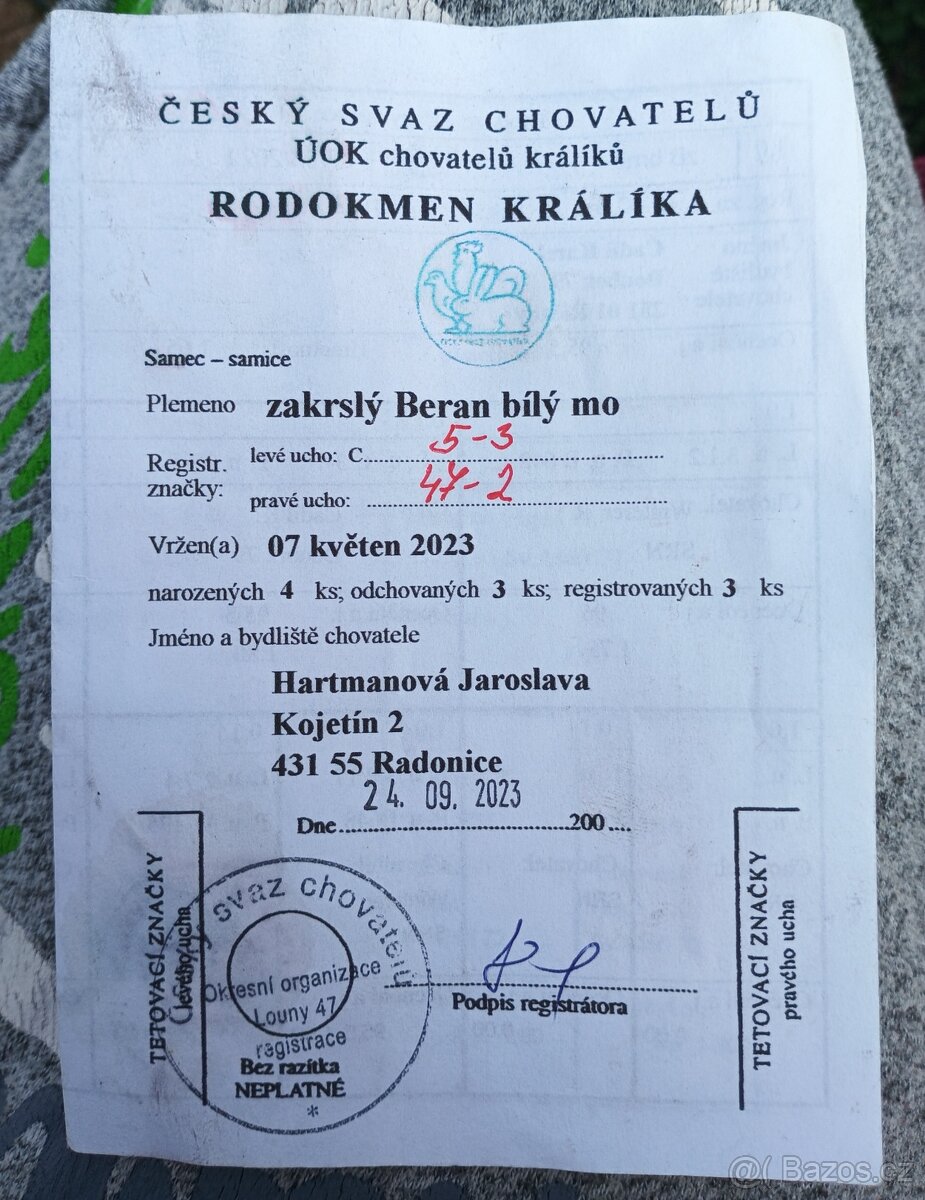 ČESKÝ SVAZ CHOVATELŮ
ÚOK chovatelů králíků
RODOKMEN KRÁLÍKA
Samec – samice
Plemeno zakrslý Beran bílý mo
Registr. značky:
levé ucho: C. 5-3
pravé ucho: 47-2
Vržen(a) 07 květen 2023
narozených 4 ks; odchovaných 3 ks; registrovaných 3 ks
Jméno a bydliště chovatele
Hartmanová Jaroslava
Kojetín 2
431 55 Radonice
24. 09. 2023
Dne 200
TETOVACÍ ZNAČKY
levého ucha
svaz chovatelů
Okresní organizace
Louny 47
registrace
Bez razítka
NEPLATNÉ
*
Podpis registrátora
TETOVACÍ ZNAČKY
pravého ucha
Bazos.cz